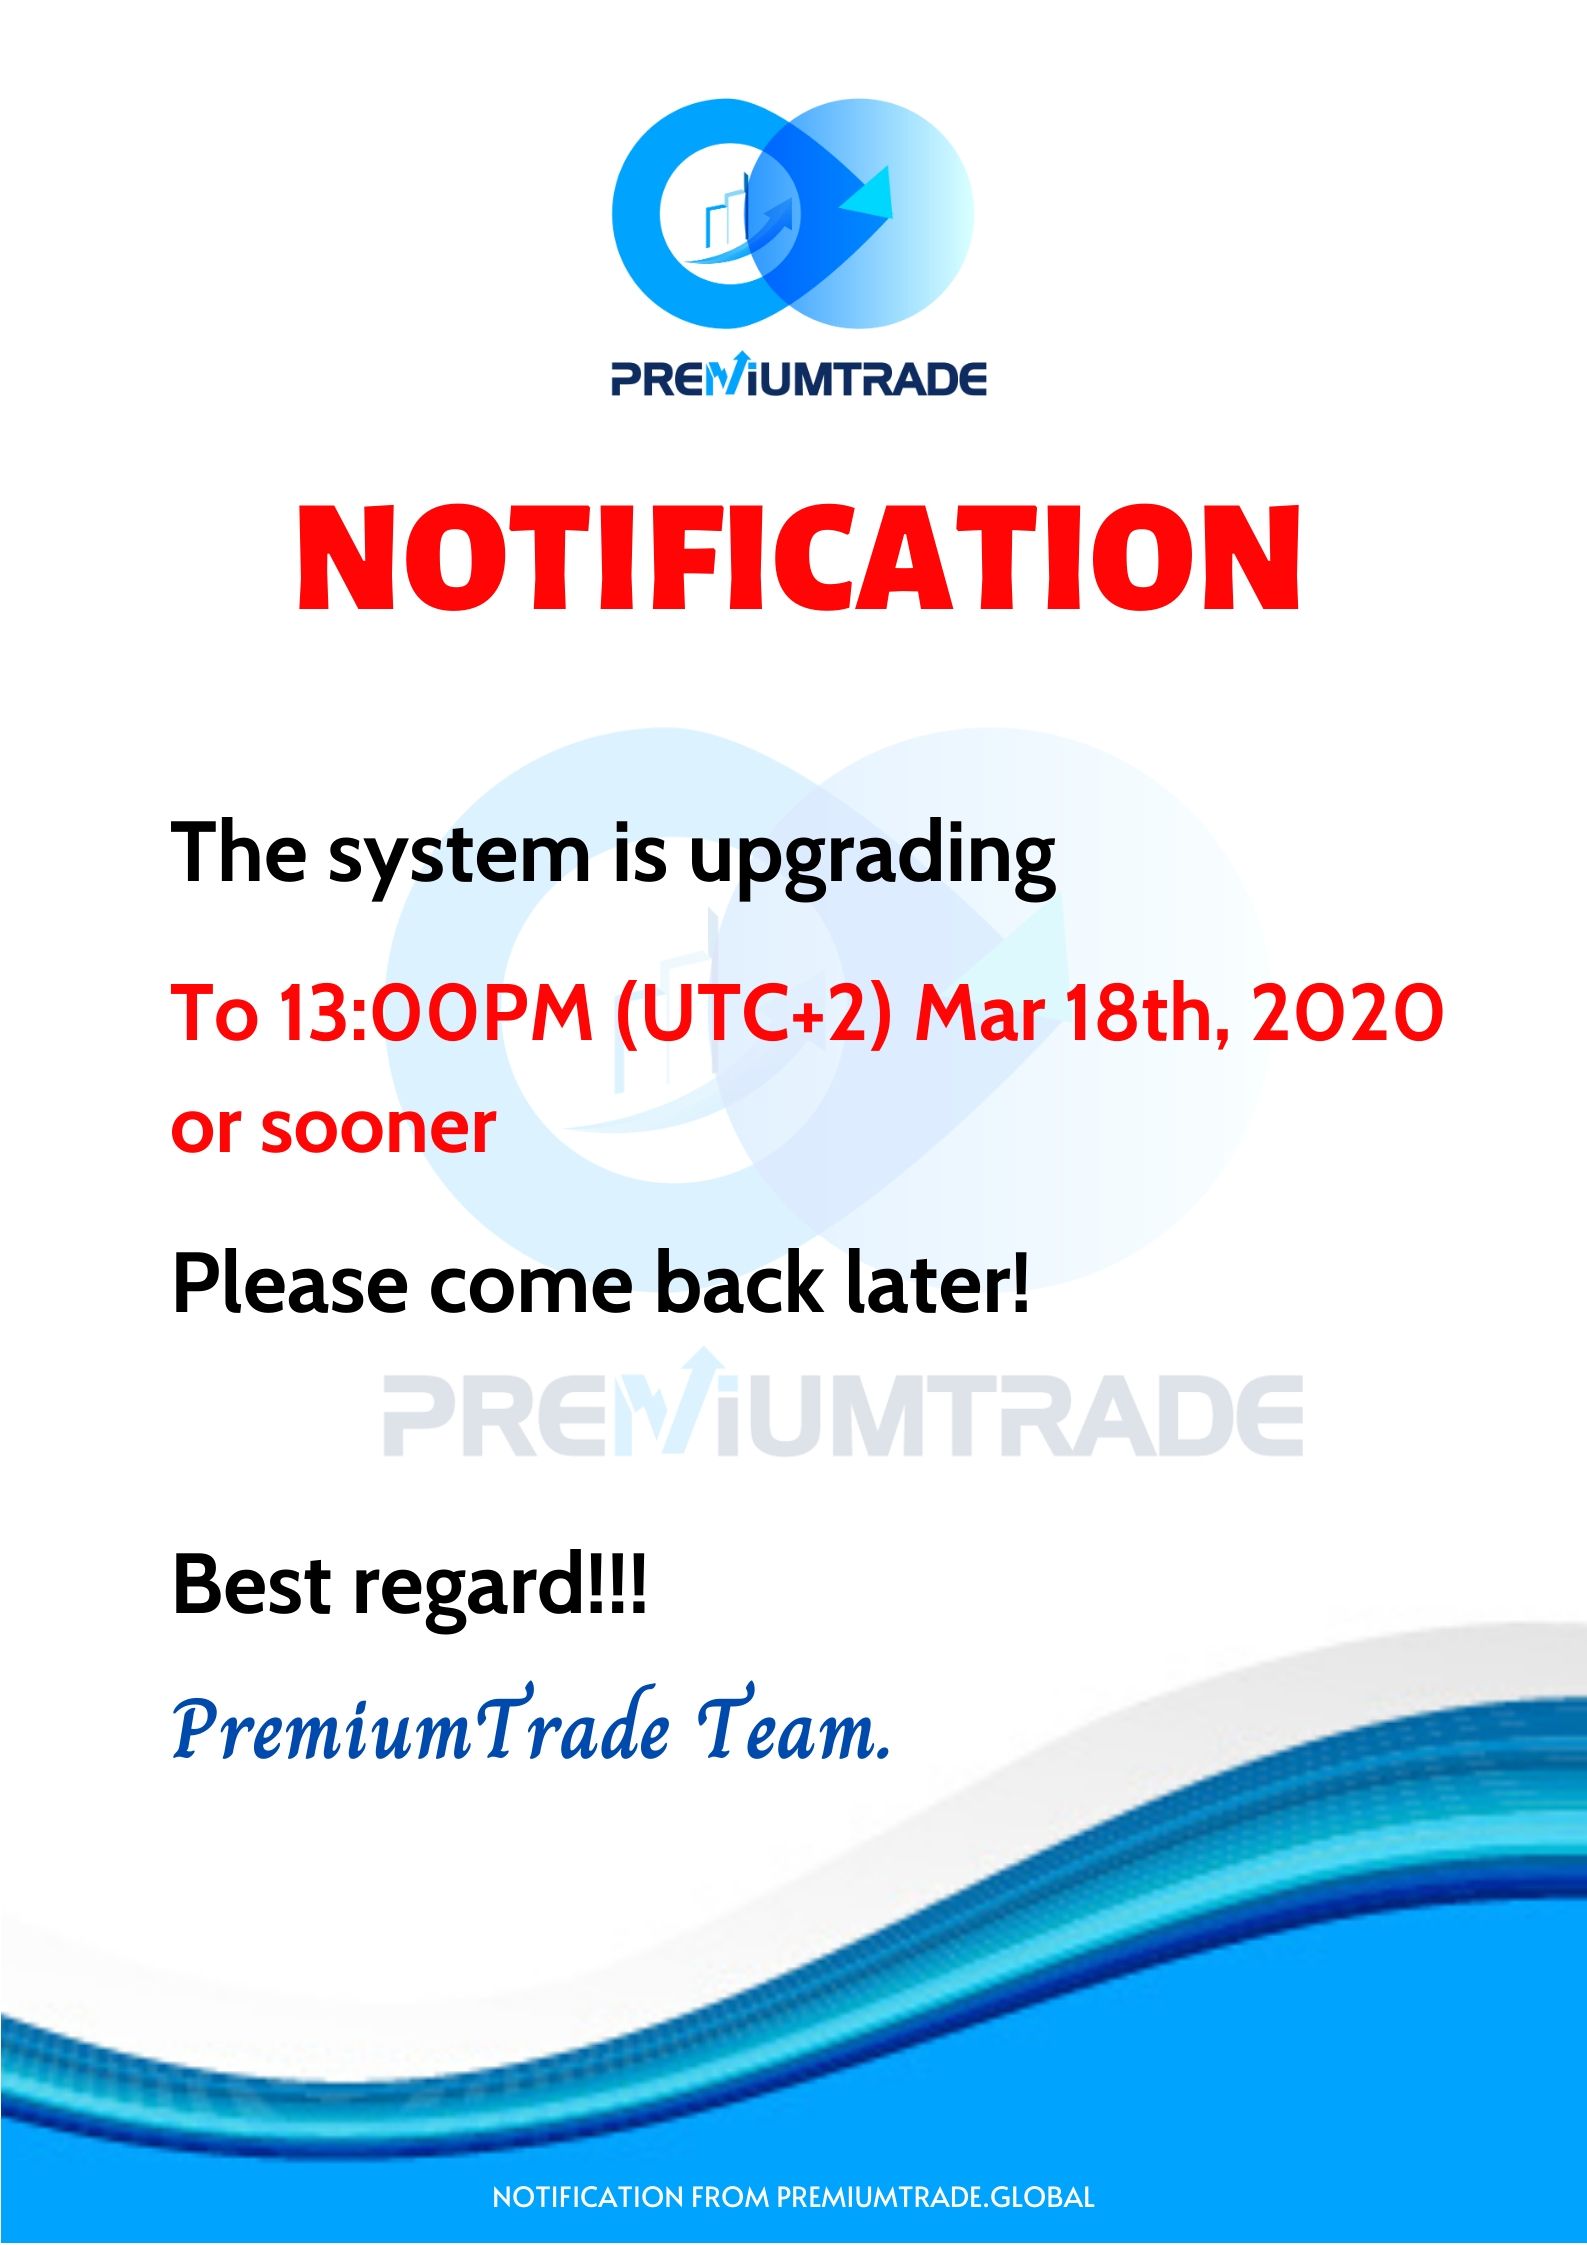 PREMiUMTRADE
NOTIFICATION
The system is upgrading
To 13:00PM (UTC+2) Mar 18th, 2020
or sooner
Please come back later!
PREMiUMTRADE
Best regard!!!
PremiumTrade Team.
NOTIFICATION FROM PREMIUMTRADE.GLOBAL